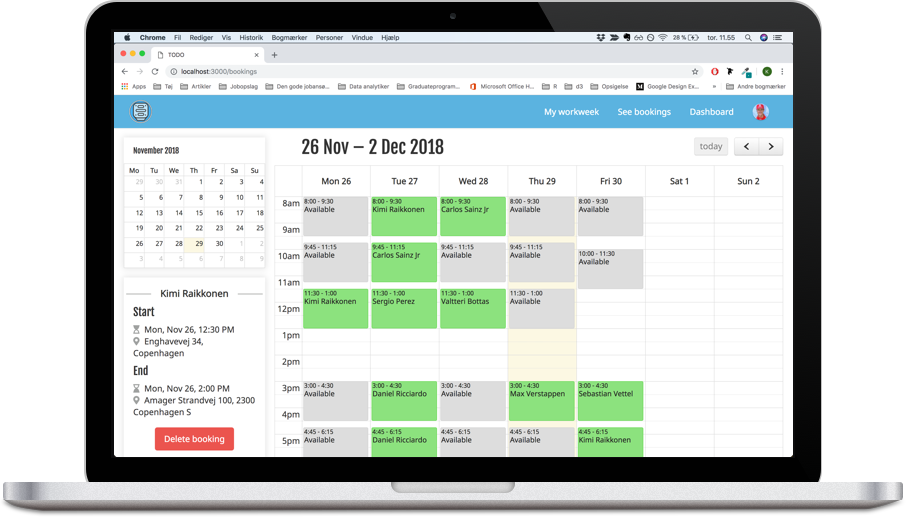 Chrome Fil Rediger Vis Historik Bogmærker Personer Vindue Hjælp 28 % tor. 11.55
TODO
localhost:3000/bookings
Apps Tøj Artikler Jobopslag Den gode jobansø... Data analytiker Graduateprogram... Microsoft Office H... R d3 Opsigelse Google Design Ex... » Andre bogmærker
My workweek See bookings Dashboard
November 2018
Mo Tu We Th Fr Sa Su
29 30 31 1 2 3 4
5 6 7 8 9 10 11
12 13 14 15 16 17 18
19 20 21 22 23 24 25
26 27 28 29 30 1 2
3 4 5 6 7 8 9
Kimi Raikkonen
Start
Mon, Nov 26, 12:30 PM
Enghavevej 34,
Copenhagen
End
Mon, Nov 26, 2:00 PM
Amager Strandvej 100, 2300
Copenhagen S
Delete booking
26 Nov – 2 Dec 2018
today
Mon 26 Tue 27 Wed 28 Thu 29 Fri 30 Sat 1 Sun 2
8am
8:00 - 9:30 8:00 - 9:30 8:00 - 9:30 8:00 - 9:30 8:00 - 9:30
Available Kimi Raikkonen Carlos Sainz Jr Available Available
9am
9:45 - 11:15 9:45 - 11:15 9:45 - 11:15 9:45 - 11:15
Available Carlos Sainz Jr Available Available
10am
10:00 - 11:30
Available
11am
11:30 - 1:00 11:30 - 1:00 11:30 - 1:00 11:30 - 1:00
Kimi Raikkonen Sergio Perez Valtteri Bottas Available
12pm
1pm
2pm
3pm
3:00 - 4:30 3:00 - 4:30 3:00 - 4:30 3:00 - 4:30 3:00 - 4:30
Available Daniel Ricciardo Available Max Verstappen Sebastian Vettel
4pm
4:45 - 6:15 4:45 - 6:15 4:45 - 6:15 4:45 - 6:15 4:45 - 6:15
Available Daniel Ricciardo Available Available Kimi Raikkonen
5pm